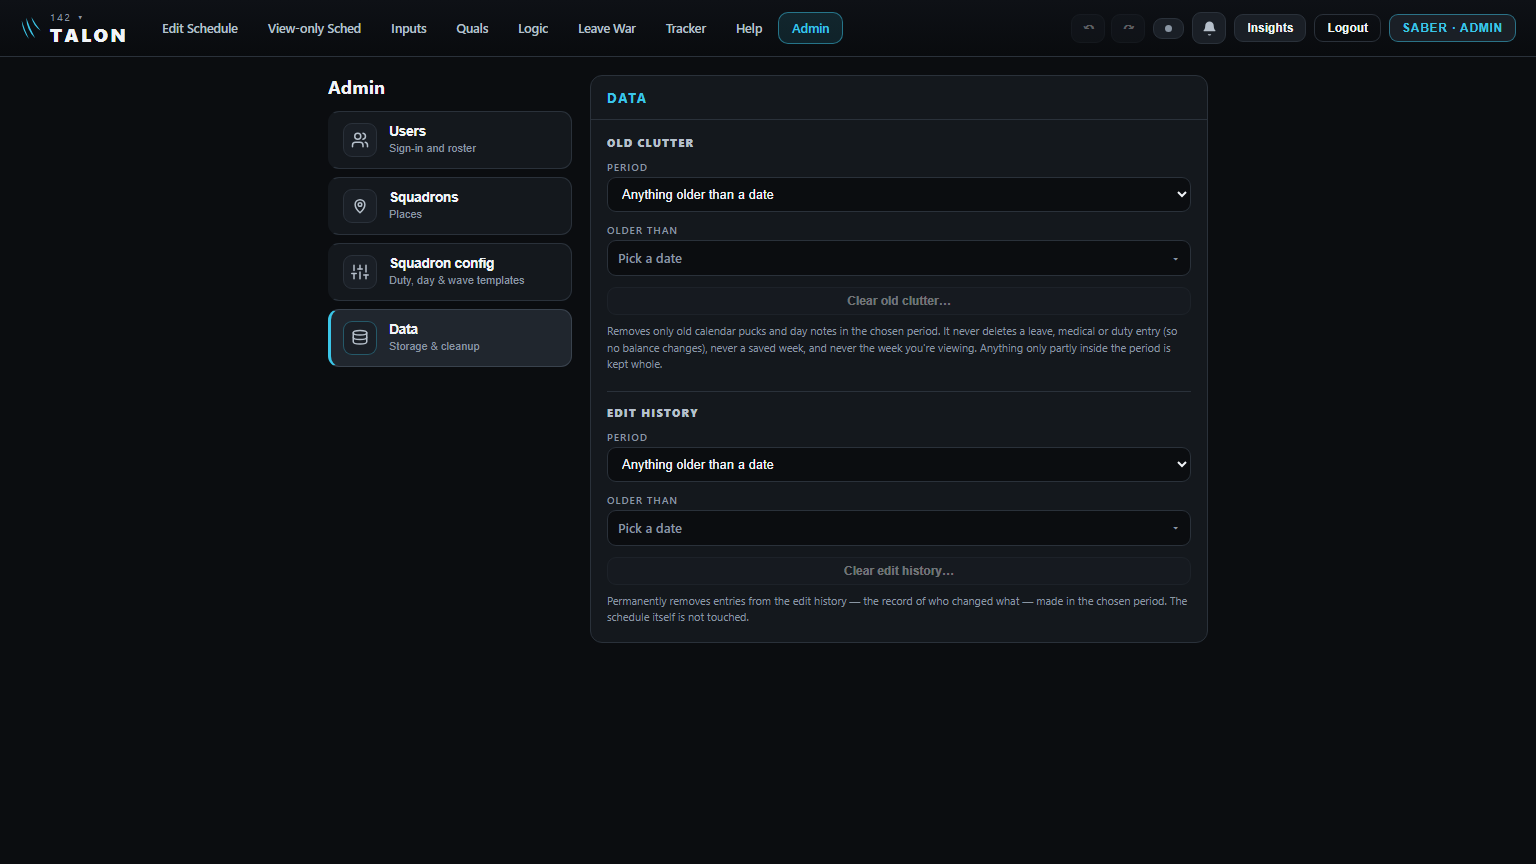 142
TALON
Edit Schedule
View-only Sched
Inputs
Quals
Logic
Leave War
Tracker
Help
Admin
Insights
Logout
SABER · ADMIN
Admin
Users
Sign-in and roster
Squadrons
Places
Squadron config
Duty, day & wave templates
Data
Storage & cleanup
DATA
OLD CLUTTER
PERIOD
Anything older than a date
OLDER THAN
Pick a date
Clear old clutter…
Removes only old calendar pucks and day notes in the chosen period. It never deletes a leave, medical or duty entry (so
no balance changes), never a saved week, and never the week you're viewing. Anything only partly inside the period is
kept whole.
EDIT HISTORY
PERIOD
Anything older than a date
OLDER THAN
Pick a date
Clear edit history…
Permanently removes entries from the edit history — the record of who changed what — made in the chosen period. The
schedule itself is not touched.